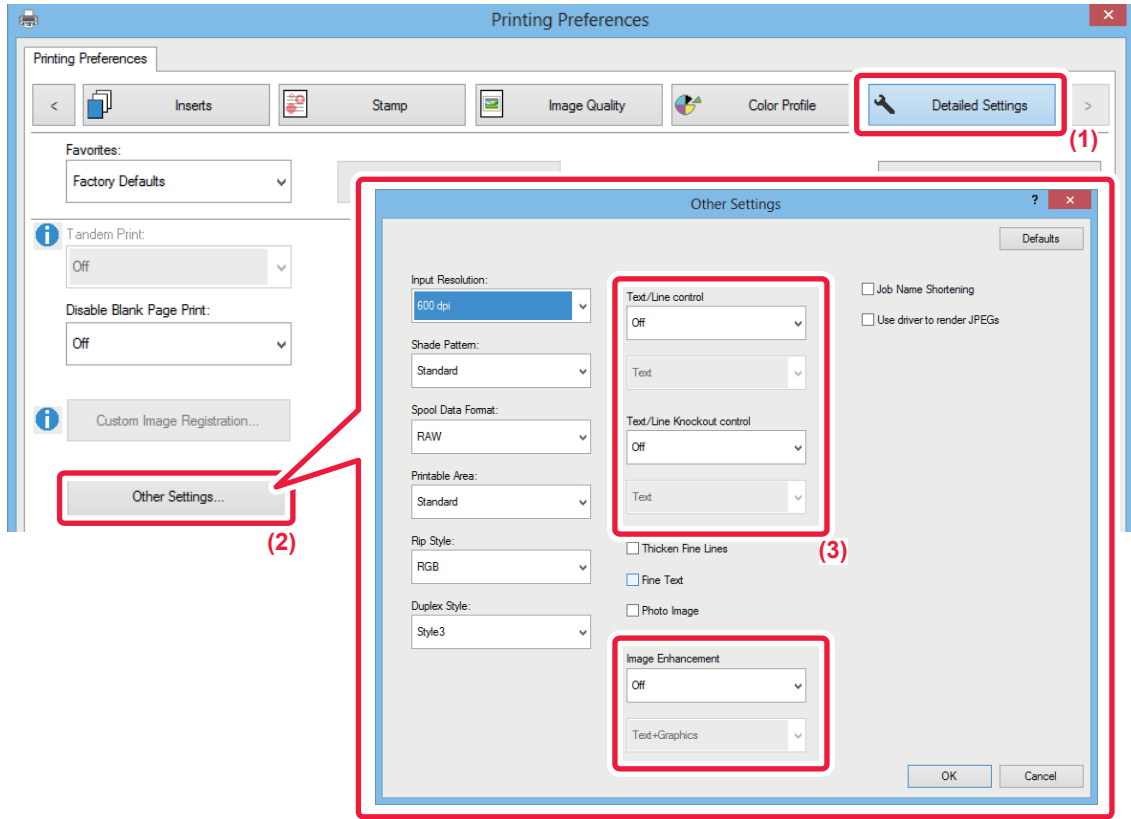 Printing Preferences
×
Printing Preferences
< Inserts Stamp Image Quality Color Profile Detailed Settings >
(1)
Favorites:
Factory Defaults
Tandem Print:
Off
Disable Blank Page Print:
Off
Custom Image Registration...
Other Settings...
(2)
Other Settings
? ×
Defaults
Input Resolution:
600 dpi
Shade Pattern:
Standard
Spool Data Format:
RAW
Printable Area:
Standard
Rip Style:
RGB
Duplex Style:
Style3
Text/Line control
Off
Text
Text/Line Knockout control
Off
Text
(3)
Thicken Fine Lines
Fine Text
Photo Image
Image Enhancement
Off
Text+Graphics
Job Name Shortening
Use driver to render JPEGs
OK Cancel